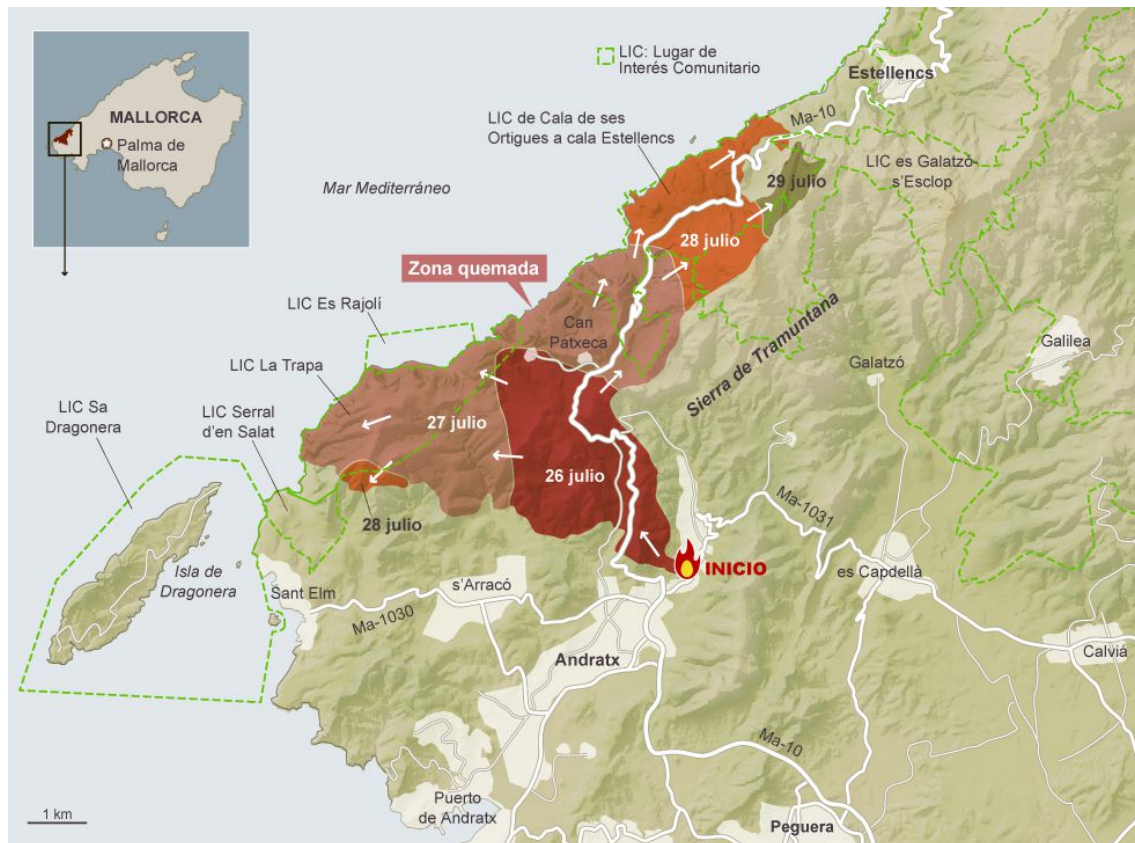 LIC: Lugar de
Interés Comunitario
Estellencs
Ma-10
MALLORCA
Palma de
Mallorca
LIC de Cala de ses
Ortigues a cala Estellencs
LIC es Galatzó-
s'Esclop
29 julio
Mar Mediterráneo
28 julio
Zona quemada
LIC Es Rajolí
Can
Patxeca
Sierra de Tramuntana
Galilea
Galatzó
LIC La Trapa
LIC Sa
Dragonera
LIC Serral
d'en Salat
27 julio
26 julio
28 julio
Ma-1031
INICIO
es Capdellà
Isla de
Dragonera
Sant Elm
s'Arracó
Ma-1030
Andratx
Calviá
Ma-10
Puerto
de Andratx
Peguera
1 km